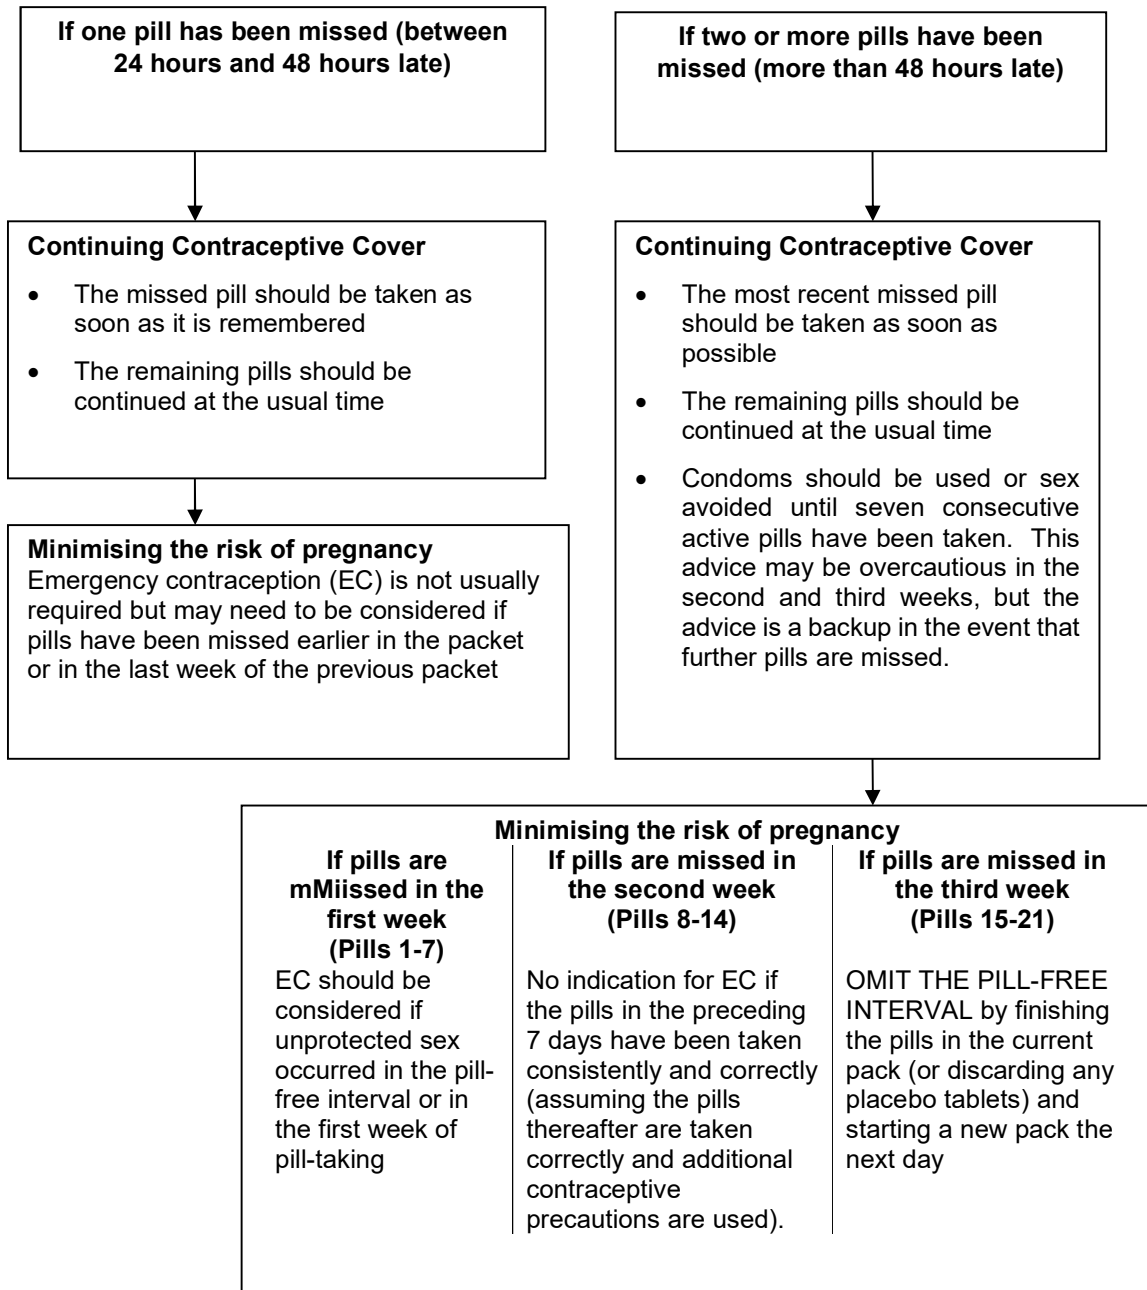 If one pill has been missed (between
24 hours and 48 hours late)
If two or more pills have been
missed (more than 48 hours late)
Continuing Contraceptive Cover
• The missed pill should be taken as
soon as it is remembered
• The remaining pills should be
continued at the usual time
Minimising the risk of pregnancy
Emergency contraception (EC) is not usually
required but may need to be considered if
pills have been missed earlier in the packet
or in the last week of the previous packet
Continuing Contraceptive Cover
• The most recent missed pill
should be taken as soon as
possible
• The remaining pills should be
continued at the usual time
• Condoms should be used or sex
avoided until seven consecutive
active pills have been taken. This
advice may be overcautious in the
second and third weeks, but the
advice is a backup in the event that
further pills are missed.
Minimising the risk of pregnancy
If pills are
mMiissed in the
first week
(Pills 1-7)
EC should be
considered if
unprotected sex
occurred in the pill-
free interval or in
the first week of
pill-taking
If pills are missed in
the second week
(Pills 8-14)
No indication for EC if
the pills in the preceding
7 days have been taken
consistently and correctly
(assuming the pills
thereafter are taken
correctly and additional
contraceptive
precautions are used).
If pills are missed in
the third week
(Pills 15-21)
OMIT THE PILL-FREE
INTERVAL by finishing
the pills in the current
pack (or discarding any
placebo tablets) and
starting a new pack the
next day